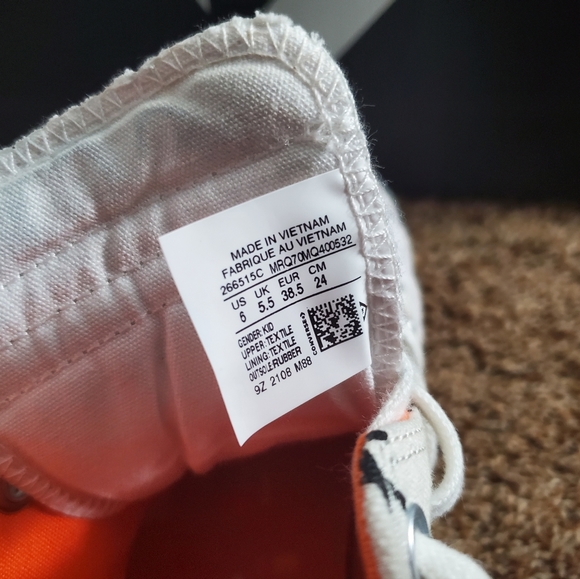 MADE IN VIETNAM
FABRIQUE AU VIETNAM
266515C MRQ70MQ400532
US UK EUR CM
6 5.5 38.5 24
GENDER: KID
UPPER: TEXTILE
LINING: TEXTILE
OUTSOLE: RUBBER
9Z 2108 M88
CONVERSE